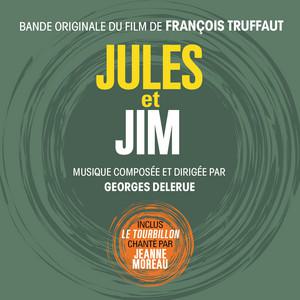 BANDE ORIGINALE DU FILM DE FRANÇOIS TRUFFAUT
JULES
et
JIM
MUSIQUE COMPOSÉE ET DIRIGÉE PAR
GEORGES DELERUE
INCLUS
LE TOURBILLON
CHANTÉ PAR
JEANNE
MOREAU